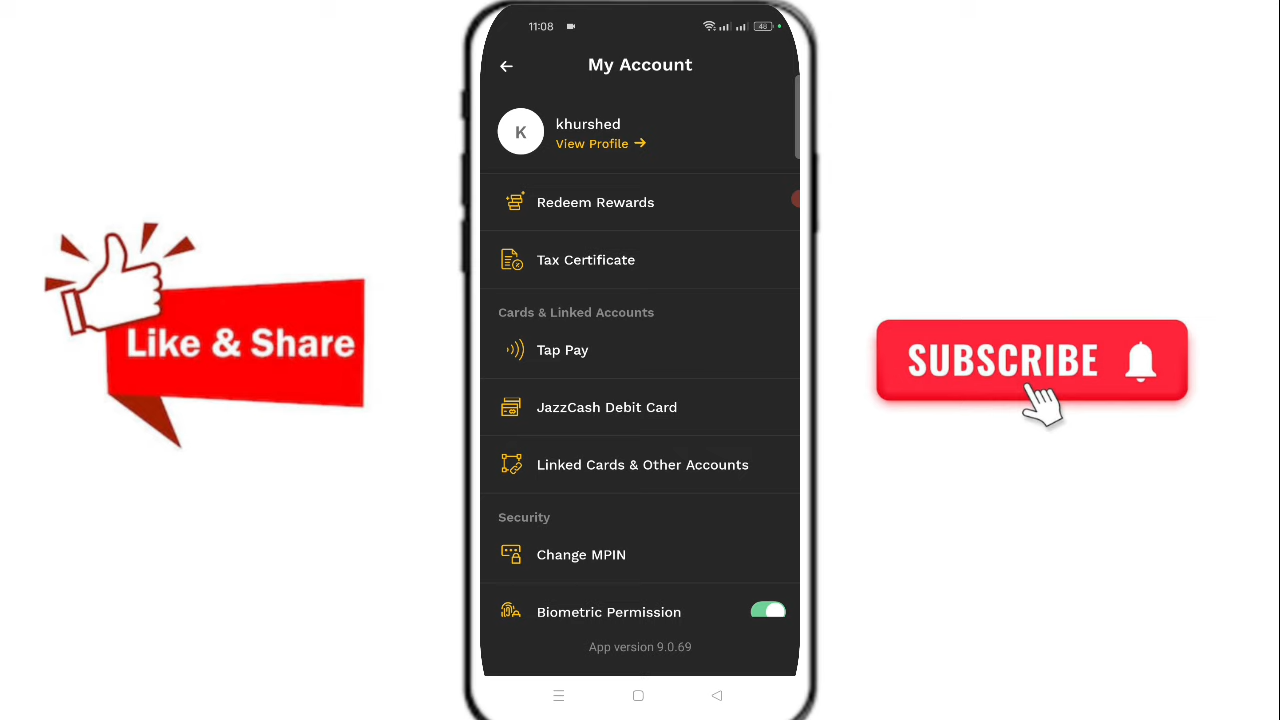 11:08
48
My Account
K
khurshed
View Profile
Redeem Rewards
Tax Certificate
Cards & Linked Accounts
Tap Pay
JazzCash Debit Card
Linked Cards & Other Accounts
Security
Change MPIN
Biometric Permission
App version 9.0.69
Like & Share
SUBSCRIBE